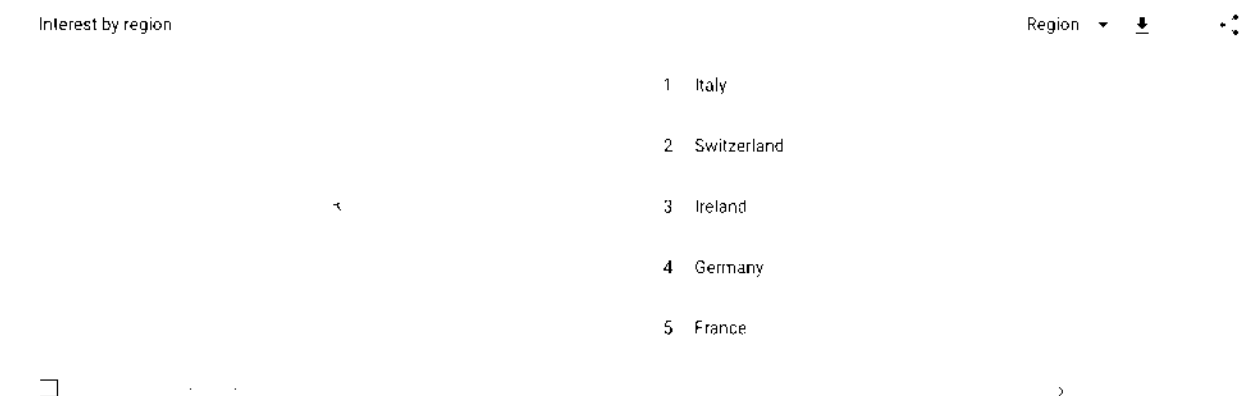 Interest by region
Region
1 Italy
2 Switzerland
3 Ireland
4 Germany
5 France